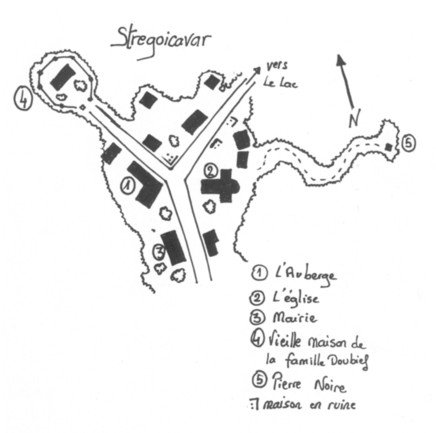 Stregoicavar
vers
Le Lac
N
4
5
1
2
3
1 L'Auberge
2 L'église
3 Mairie
4 Vieille maison de
la famille Doubief
5 Pierre Noire
maison en ruine